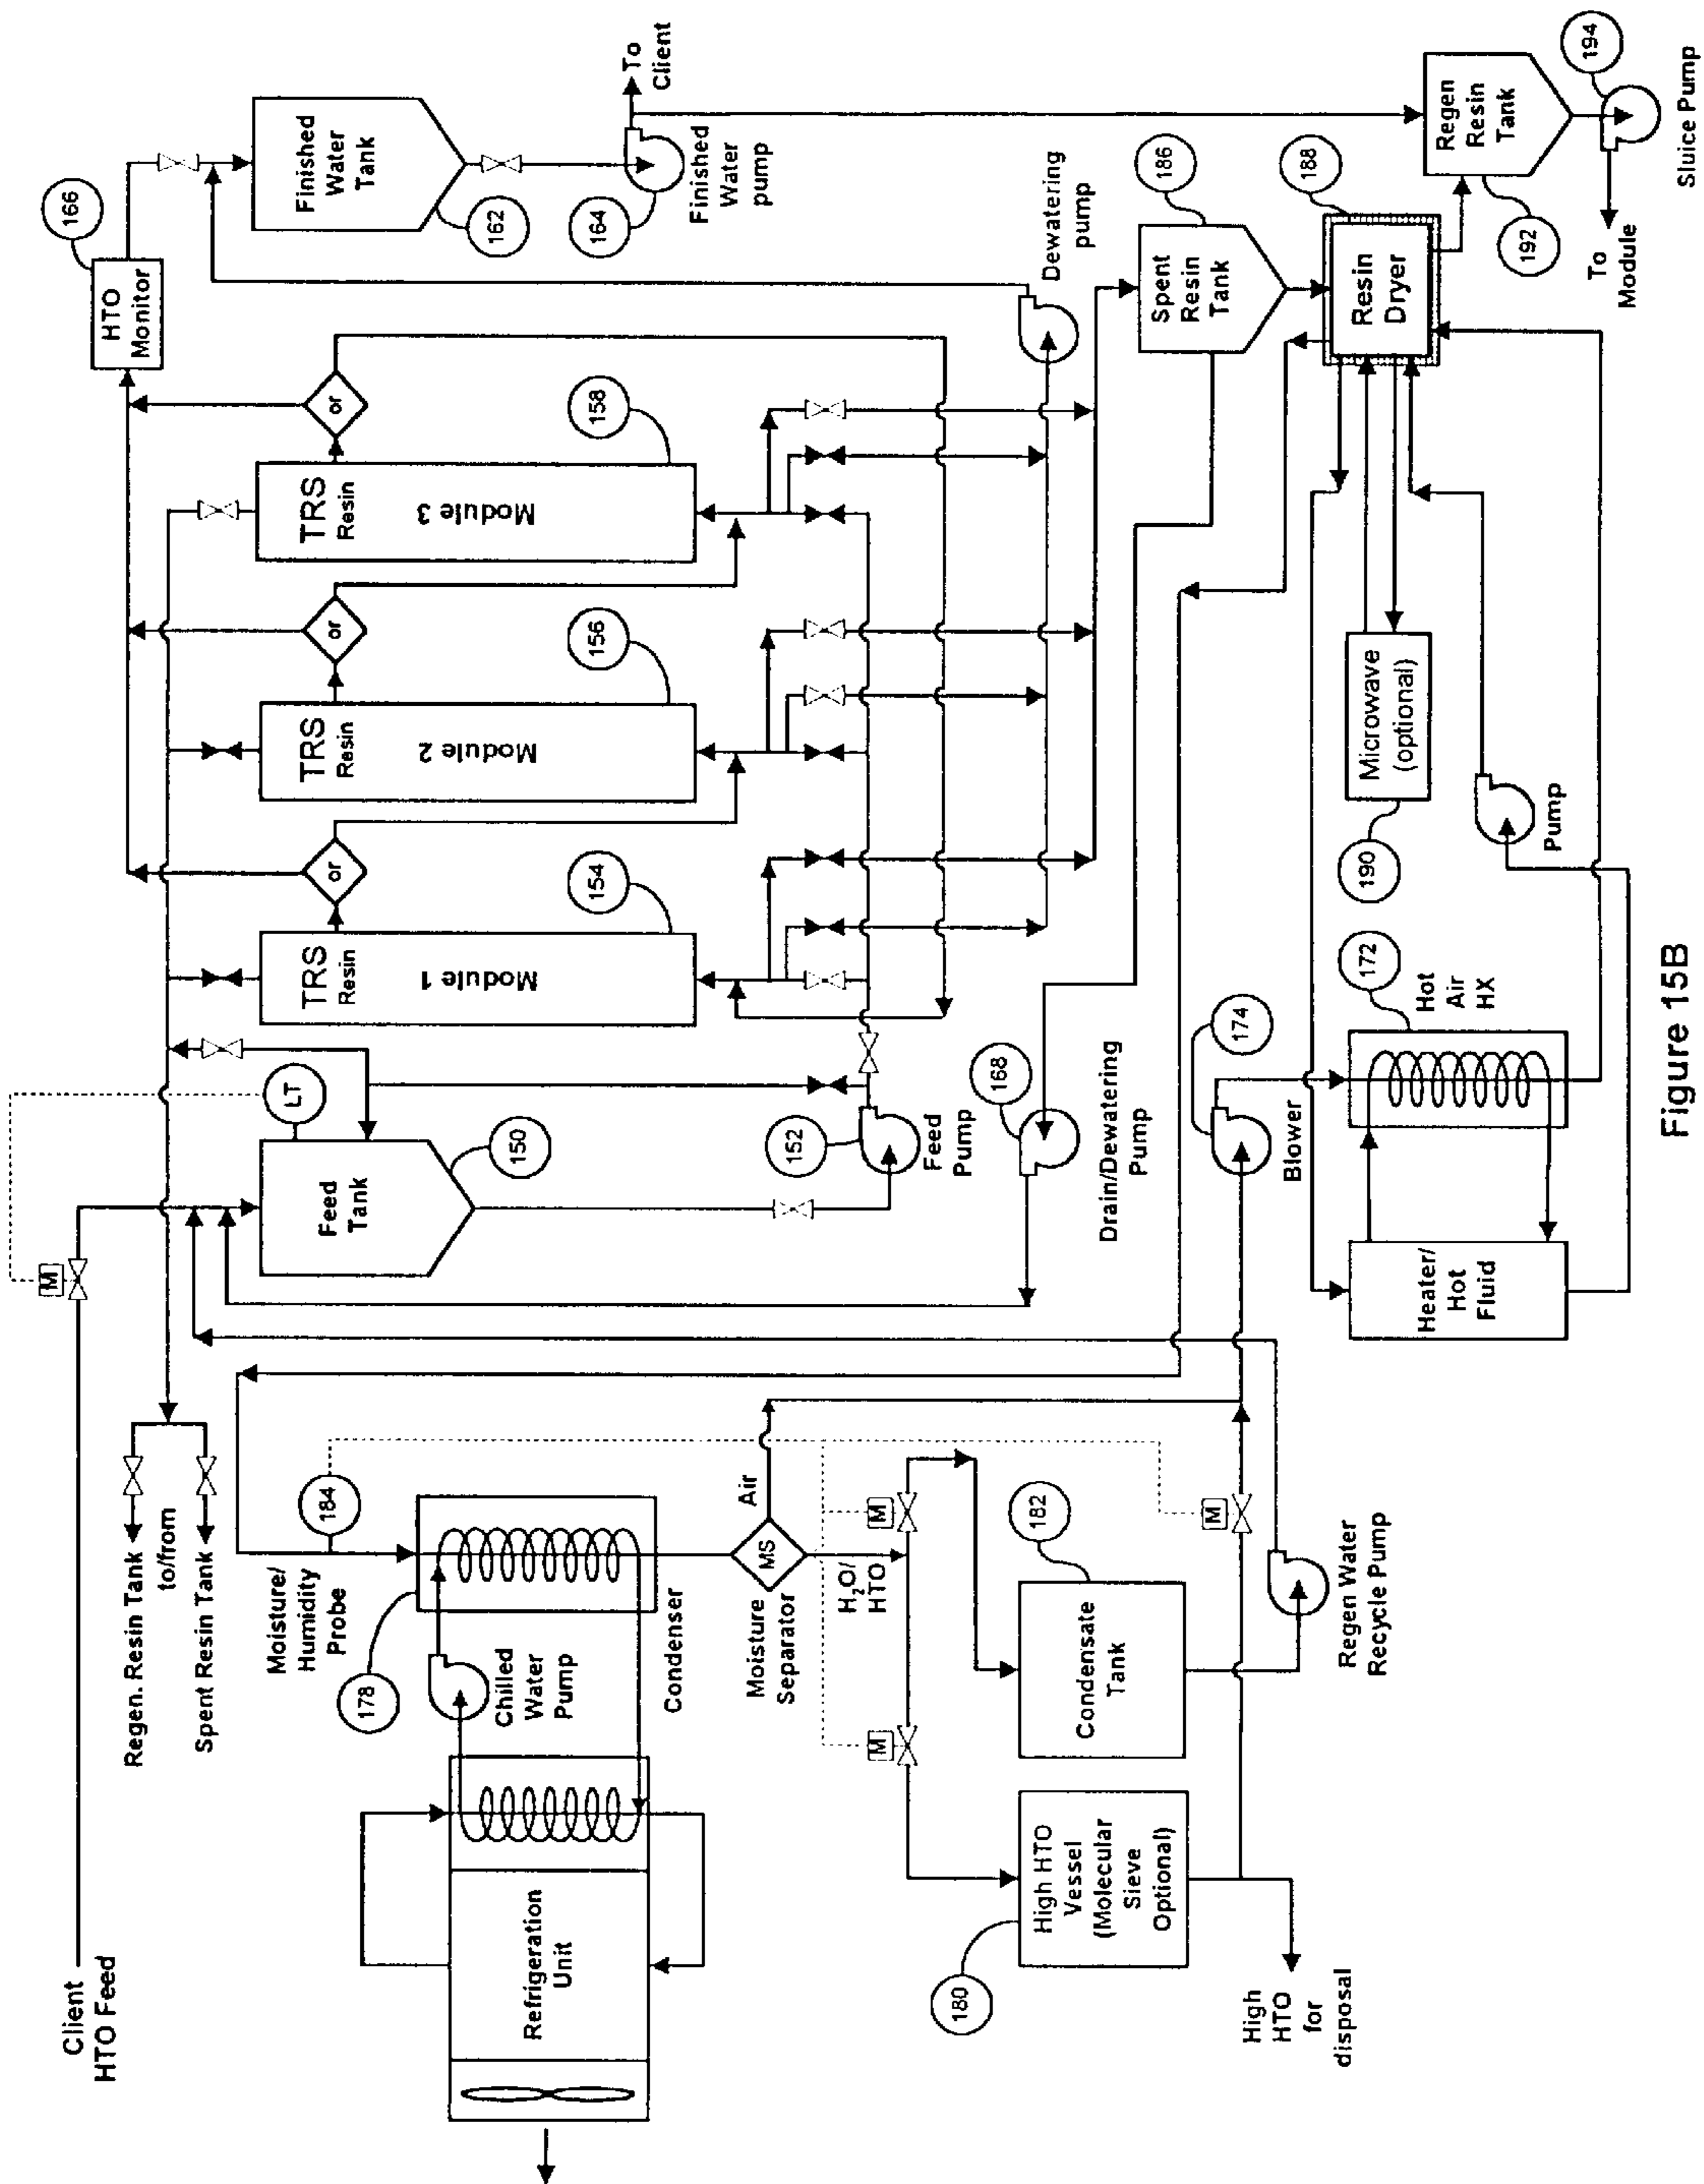 Client
HTO Feed
M
Regen. Resin Tank
to/from
Spent Resin Tank
LT
Feed
Tank
150
152
Feed
Pump
TRS
Resin
Module 1
154
or
TRS
Resin
Module 2
156
or
TRS
Resin
Module 3
158
or
HTO
Monitor
166
Finished
Water
Tank
162
164
Finished
Water
pump
To
Client
Refrigeration
Unit
178
Moisture/
Humidity
Probe
184
Chilled
Water
Pump
Condenser
Moisture
Separator
MS
Air
H₂O/
HTO
M
M
M
180
High HTO
Vessel
(Molecular
Sieve
Optional)
High
HTO
for
disposal
182
Condensate
Tank
Regen Water
Recycle Pump
168
Drain/Dewatering
Pump
Dewatering
pump
186
Spent
Resin
Tank
188
Resin
Dryer
Regen
Resin
Tank
192
194
To
Module
Sluice Pump
174
Blower
172
Hot
Air
HX
Heater/
Hot
Fluid
Pump
190
Microwave
(optional)
Figure 15B